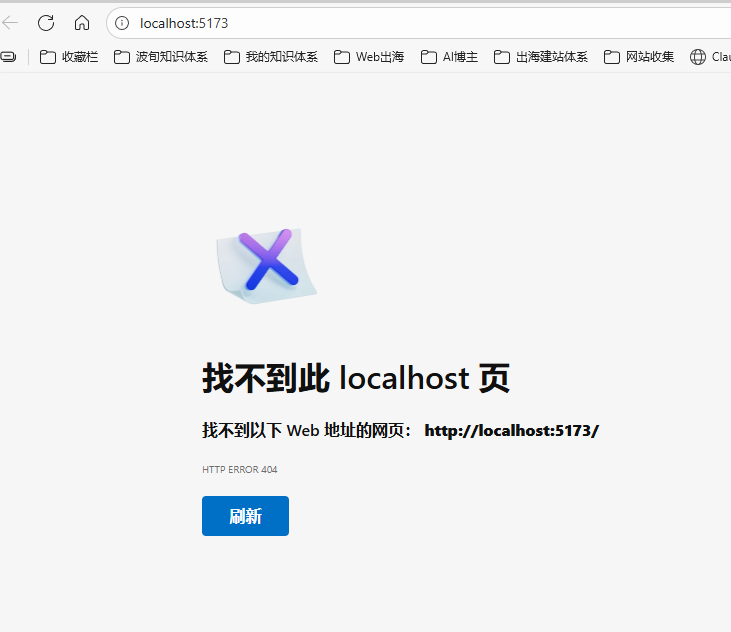 localhost:5173
收藏栏 波旬知识体系 我的知识体系 Web出海 AI博主 出海建站体系 网站收集 Clau
找不到此 localhost 页
找不到以下 Web 地址的网页： http://localhost:5173/
HTTP ERROR 404
刷新